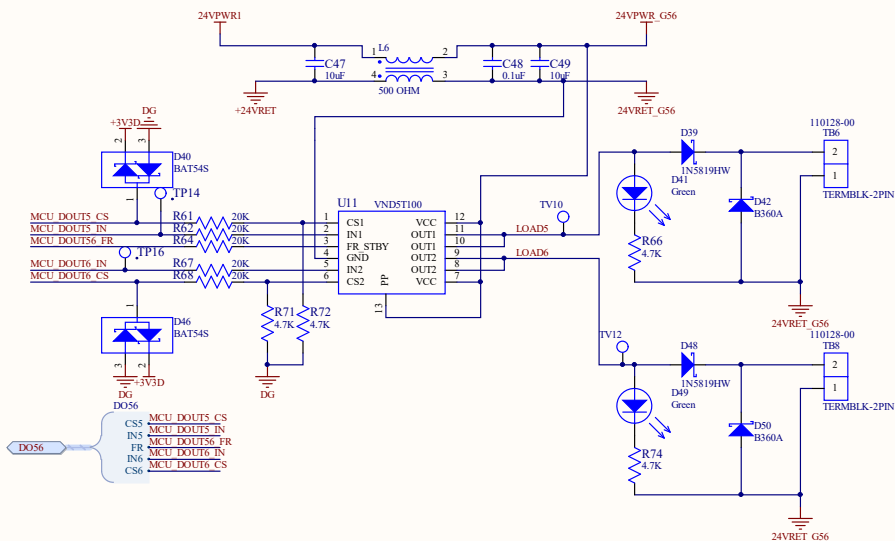 24VPWR1
24VPWR_G56
L6
1
2
C47
10uF
4
3
500 OHM
C48
0.1uF
C49
10uF
+24VRET
24VRET_G56
DG
+3V3D
2
3
D40
BAT54S
1
TP14
U11
VND5T100
MCU_DOUT5_CS
R61
20K
1
CS1
VCC
12
MCU_DOUT5_IN
R62
20K
2
IN1
OUT1
11
LOAD5
TV10
MCU_DOUT56_FR
R64
20K
3
FR_STBY
OUT1
10
TP16
4
GND
OUT2
9
LOAD6
MCU_DOUT6_IN
R67
20K
5
IN2
OUT2
8
MCU_DOUT6_CS
R68
20K
6
CS2
VCC
7
PP
13
1
D46
BAT54S
3
2
DG
+3V3D
R71
4.7K
R72
4.7K
DG
D39
1N5819HW
D41
Green
R66
4.7K
D42
B360A
110128-00
TB6
2
1
TERMBLK-2PIN
24VRET_G56
TV12
D48
1N5819HW
D49
Green
R74
4.7K
D50
B360A
110128-00
TB8
2
1
TERMBLK-2PIN
24VRET_G56
DO56
DO56
CS5
MCU_DOUT5_CS
IN5
MCU_DOUT5_IN
FR
MCU_DOUT56_FR
IN6
MCU_DOUT6_IN
CS6
MCU_DOUT6_CS